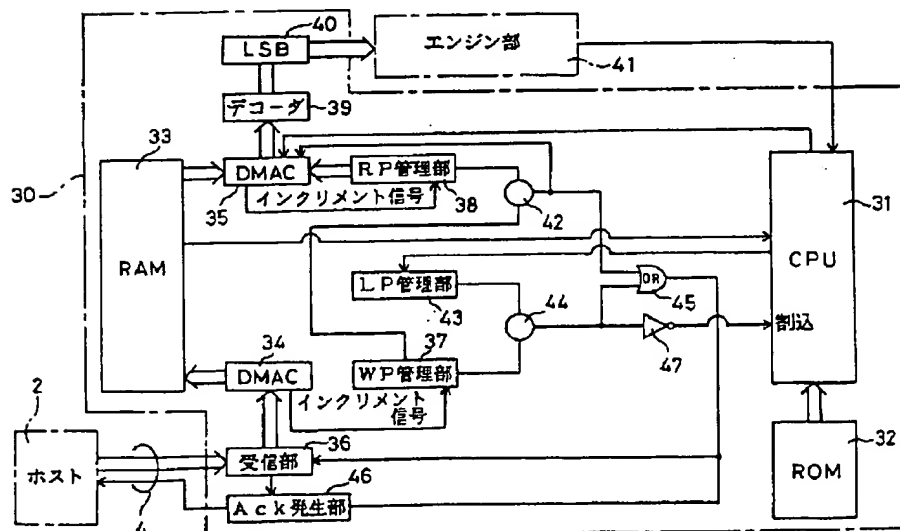 40
LSB
エンジン部
41
デコーダ
39
33
30
DMAC
RP管理部
35
インクリメント信号
38
42
31
RAM
CPU
LP管理部
43
44
OR
45
割込
47
34
37
DMAC
WP管理部
インクリメント
信号
2
36
32
ホスト
受信部
46
ROM
4
Ack発生部